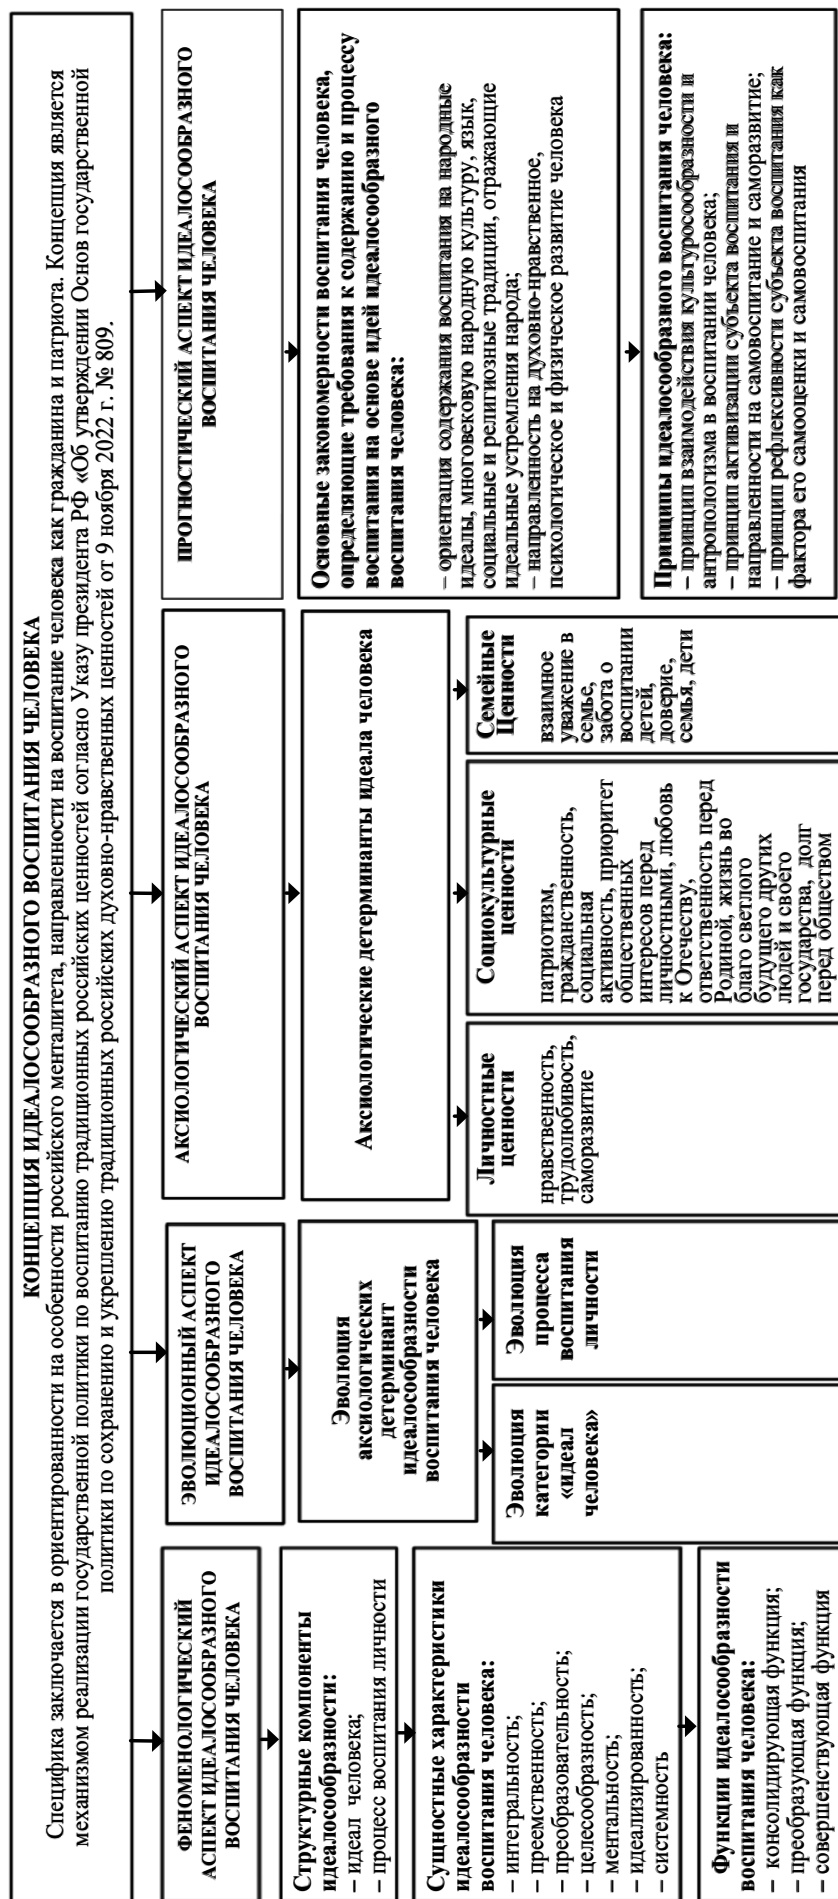 КОНЦЕПЦИЯ ИДЕАЛОСООБРАЗНОГО ВОСПИТАНИЯ ЧЕЛОВЕКА
Специфика заключается в ориентированности на особенности российского менталитета, направленности на воспитание человека как гражданина и патриота. Концепция является
механизмом реализации государственной политики по воспитанию традиционных российских ценностей согласно Указу президента РФ «Об утверждении Основ государственной
политики по сохранению и укреплению традиционных российских духовно-нравственных ценностей от 9 ноября 2022 г. № 809.
ФЕНОМЕНОЛОГИЧЕСКИЙ
АСПЕКТ ИДЕАЛОСООБРАЗНОГО
ВОСПИТАНИЯ ЧЕЛОВЕКА
Структурные компоненты
идеалосообразности:
– идеал человека;
– процесс воспитания личности
Сущностные характеристики
идеалосообразности
воспитания человека:
– интегральность;
– преемственность;
– преобразовательность;
– целесообразность;
– ментальность;
– идеализированность;
– системность
Функции идеалосообразности
воспитания человека:
– консолидирующая функция;
– преобразующая функция;
– совершенствующая функция
ЭВОЛЮЦИОННЫЙ АСПЕКТ
ИДЕАЛОСООБРАЗНОГО
ВОСПИТАНИЯ ЧЕЛОВЕКА
Эволюция
аксиологических
детерминант
идеалосообразности
воспитания человека
Эволюция
категории
«идеал
человека»
Эволюция
процесса
воспитания
личности
АКСИОЛОГИЧЕСКИЙ АСПЕКТ ИДЕАЛОСООБРАЗНОГО
ВОСПИТАНИЯ ЧЕЛОВЕКА
Аксиологические детерминанты идеала человека
Личностные
ценности
нравственность,
трудолюбивость,
саморазвитие
Социокультурные
ценности
патриотизм,
гражданственность,
социальная
активность, приоритет
общественных
интересов перед
личностными, любовь
к Отечеству,
ответственность перед
Родиной, жизнь во
благо светлого
будущего других
людей и своего
государства, долг
перед обществом
Семейные
Ценности
взаимное
уважение в
семье,
забота о
воспитании
детей,
доверие,
семья, дети
ПРОГНОСТИЧЕСКИЙ АСПЕКТ ИДЕАЛОСООБРАЗНОГО
ВОСПИТАНИЯ ЧЕЛОВЕКА
Основные закономерности воспитания человека,
определяющие требования к содержанию и процессу
воспитания на основе идей идеалосообразного
воспитания человека:
– ориентация содержания воспитания на народные
идеалы, многовековую народную культуру, язык,
социальные и религиозные традиции, отражающие
идеальные устремления народа;
– направленность на духовно-нравственное,
психологическое и физическое развитие человека
Принципы идеалосообразного воспитания человека:
– принцип взаимодействия культуросообразности и
антропологизма в воспитании человека;
– принцип активизации субъекта воспитания и
направленности на самовоспитание и саморазвитие;
– принцип рефлексивности субъекта воспитания как
фактора его самооценки и самовоспитания